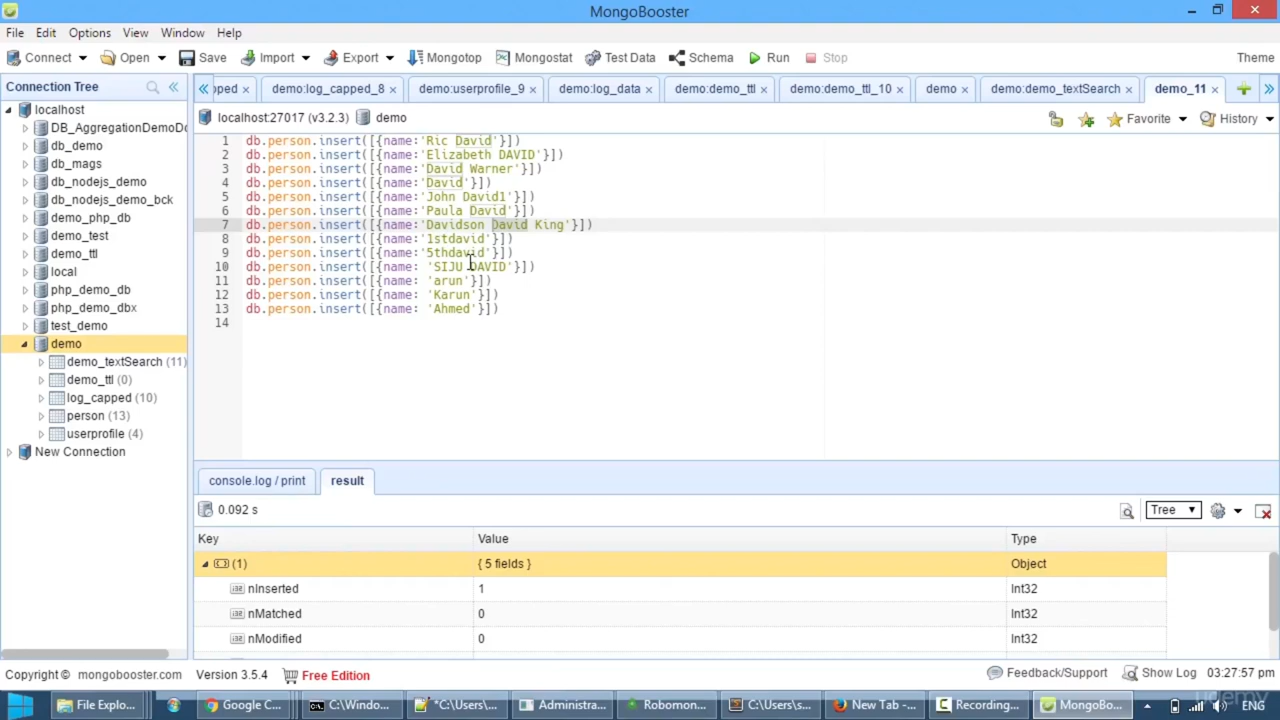 MongoBooster
File Edit Options View Window Help
Connect Open Save Import Export Mongotop Mongostat Test Data Schema Run Stop Theme
Connection Tree
pped demo:log_capped_8 demo:userprofile_9 demo:log_data demo:demo_ttl demo:demo_ttl_10 demo demo:demo_textSearch demo_11
localhost:27017 (v3.2.3) demo Favorite History
localhost
DB_AggregationDemoDo
db_demo
db_mags
db_nodejs_demo
db_nodejs_demo_bck
demo_php_db
demo_test
demo_ttl
local
php_demo_db
php_demo_dbx
test_demo
demo
demo_textSearch (11)
demo_ttl (0)
log_capped (10)
person (13)
userprofile (4)
New Connection
1 db.person.insert([{name:'Ric David'}])
2 db.person.insert([{name:'Elizabeth DAVID'}])
3 db.person.insert([{name:'David Warner'}])
4 db.person.insert([{name:'David'}])
5 db.person.insert([{name:'John David1'}])
6 db.person.insert([{name:'Paula David'}])
7 db.person.insert([{name:'Davidson David King'}])
8 db.person.insert([{name:'1stdavid'}])
9 db.person.insert([{name:'5thdavid'}])
10 db.person.insert([{name: 'SIJU DAVID'}])
11 db.person.insert([{name: 'arun'}])
12 db.person.insert([{name: 'Karun'}])
13 db.person.insert([{name: 'Ahmed'}])
14
console.log / print result
0.092 s Tree
Key Value Type
(1) { 5 fields } Object
nInserted 1 Int32
nMatched 0 Int32
nModified 0 Int32
Copyright © mongobooster.com Version 3.5.4 Free Edition Feedback/Support Show Log 03:27:57 pm
File Explo... Google C... C:\Windo... *C:\Users\... Administra... Robomon... C:\Users\s... New Tab -... Recording... MongoBo... ENG
udemy